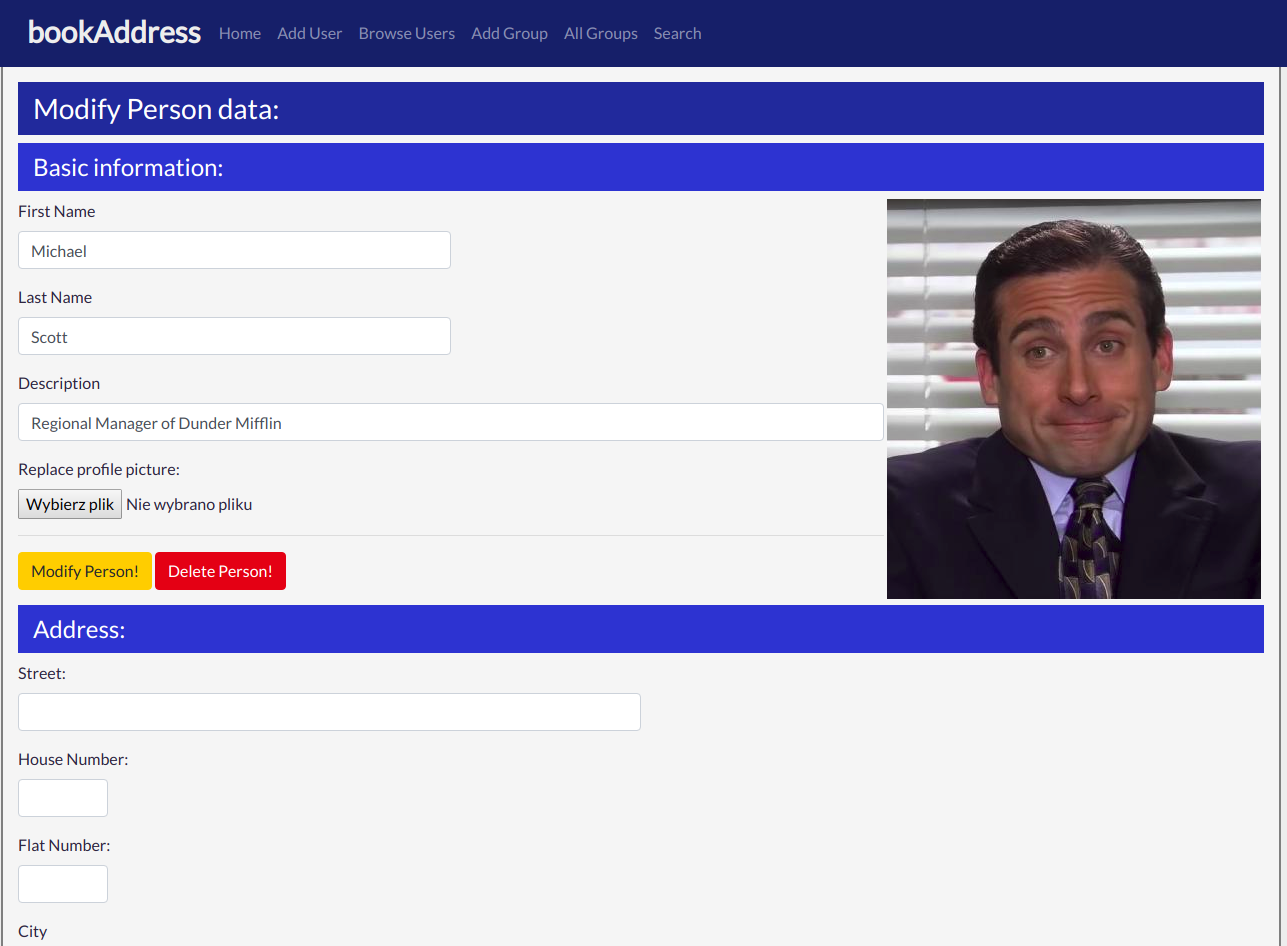 bookAddress Home Add User Browse Users Add Group All Groups Search
Modify Person data:
Basic information:
First Name
Michael
Last Name
Scott
Description
Regional Manager of Dunder Mifflin
Replace profile picture:
Wybierz plik Nie wybrano pliku
Modify Person! Delete Person!
Address:
Street:
House Number:
Flat Number:
City